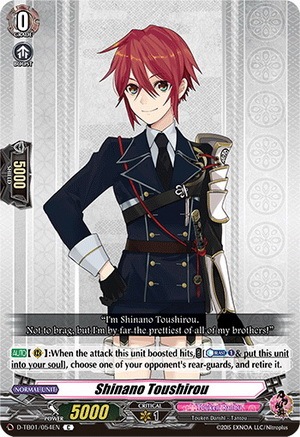 0
GRADE
BOOST
5000
SHIELD
"I'm Shinano Toushirou.
Not to brag, but I'm by far the prettiest of all of my brothers!"
AUTO [ ]:When the attack this unit boosted hits, [ BLAST 1 & put this unit
into your soul], choose one of your opponent's rear-guards, and retire it.
NORMAL UNIT
Shinano Toushirou
POWER 5000
CRITICAL 1
Touken Danshi - Tantou
D-TB01/054EN C
©2015 EXNOA LLC/Nitroplus